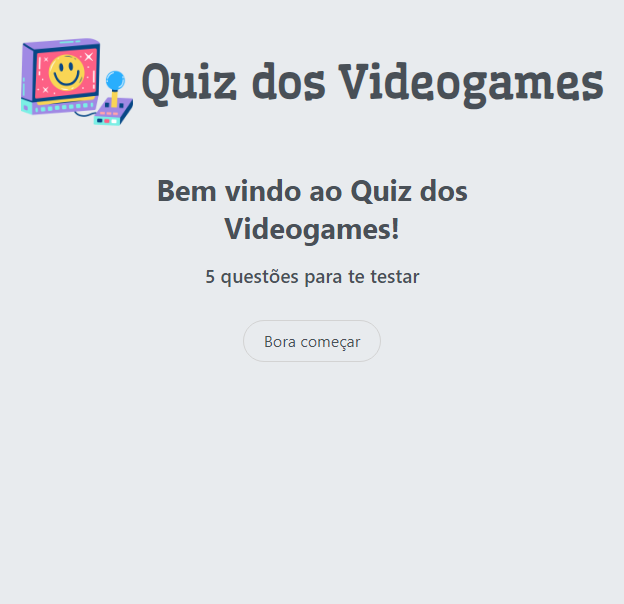 Quiz dos Videogames
Bem vindo ao Quiz dos
Videogames!
5 questões para te testar
Bora começar